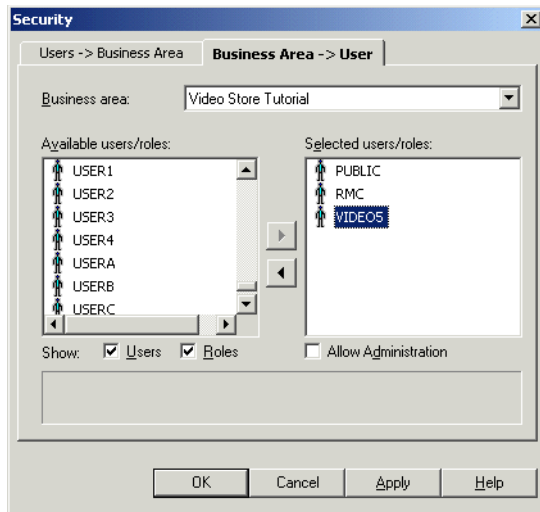 Security
Users -> Business Area
Business Area -> User
Business area:
Video Store Tutorial
Available users/roles:
USER1
USER2
USER3
USER4
USERA
USERB
USERC
Selected users/roles:
PUBLIC
RMC
VIDEO5
Show: Users Roles
Allow Administration
OK Cancel Apply Help